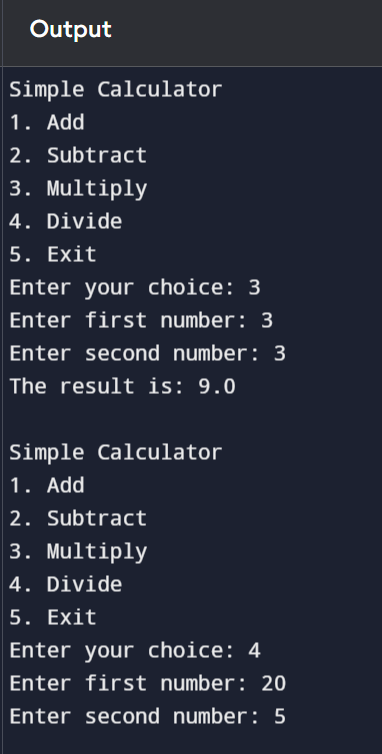 Output
Simple Calculator
1. Add
2. Subtract
3. Multiply
4. Divide
5. Exit
Enter your choice: 3
Enter first number: 3
Enter second number: 3
The result is: 9.0

Simple Calculator
1. Add
2. Subtract
3. Multiply
4. Divide
5. Exit
Enter your choice: 4
Enter first number: 20
Enter second number: 5